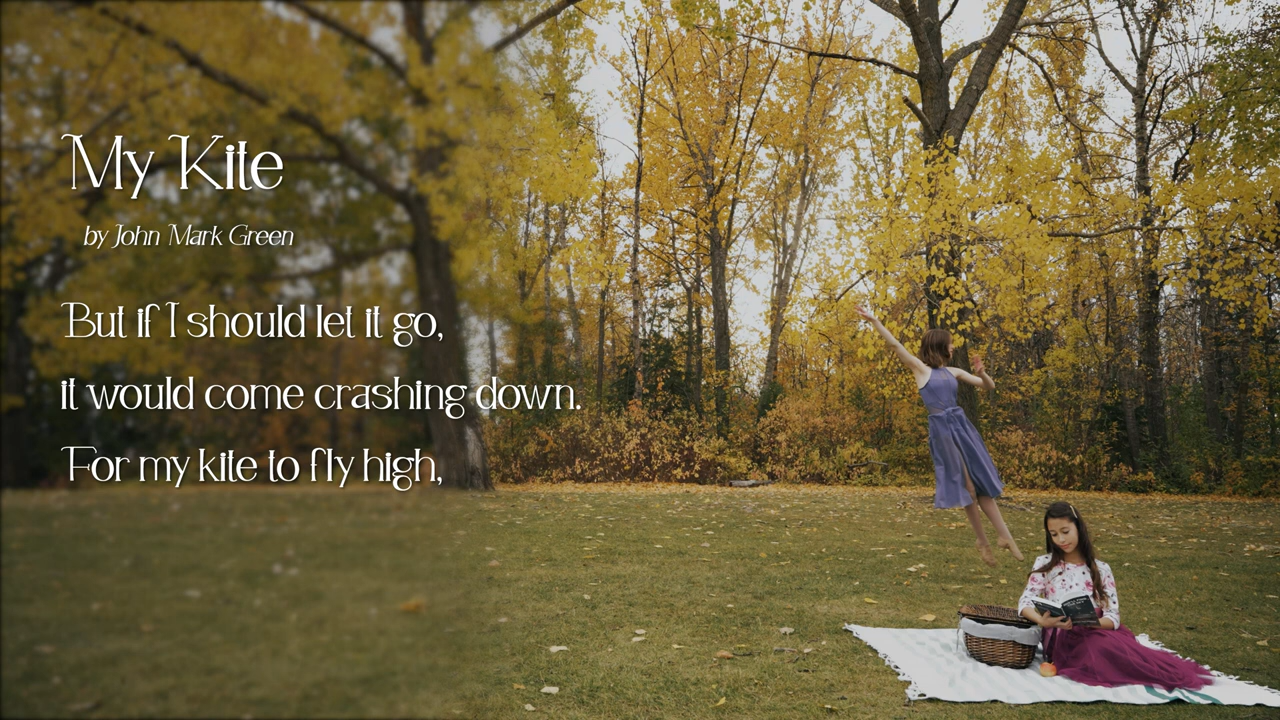 My Kite
by John Mark Green
But if I should let it go,
it would come crashing down.
For my kite to fly high,